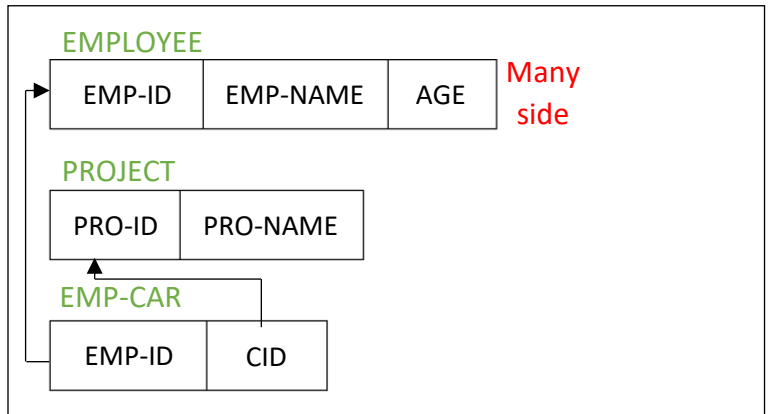 EMPLOYEE
EMP-ID EMP-NAME AGE
Many
side
PROJECT
PRO-ID PRO-NAME
EMP-CAR
EMP-ID CID